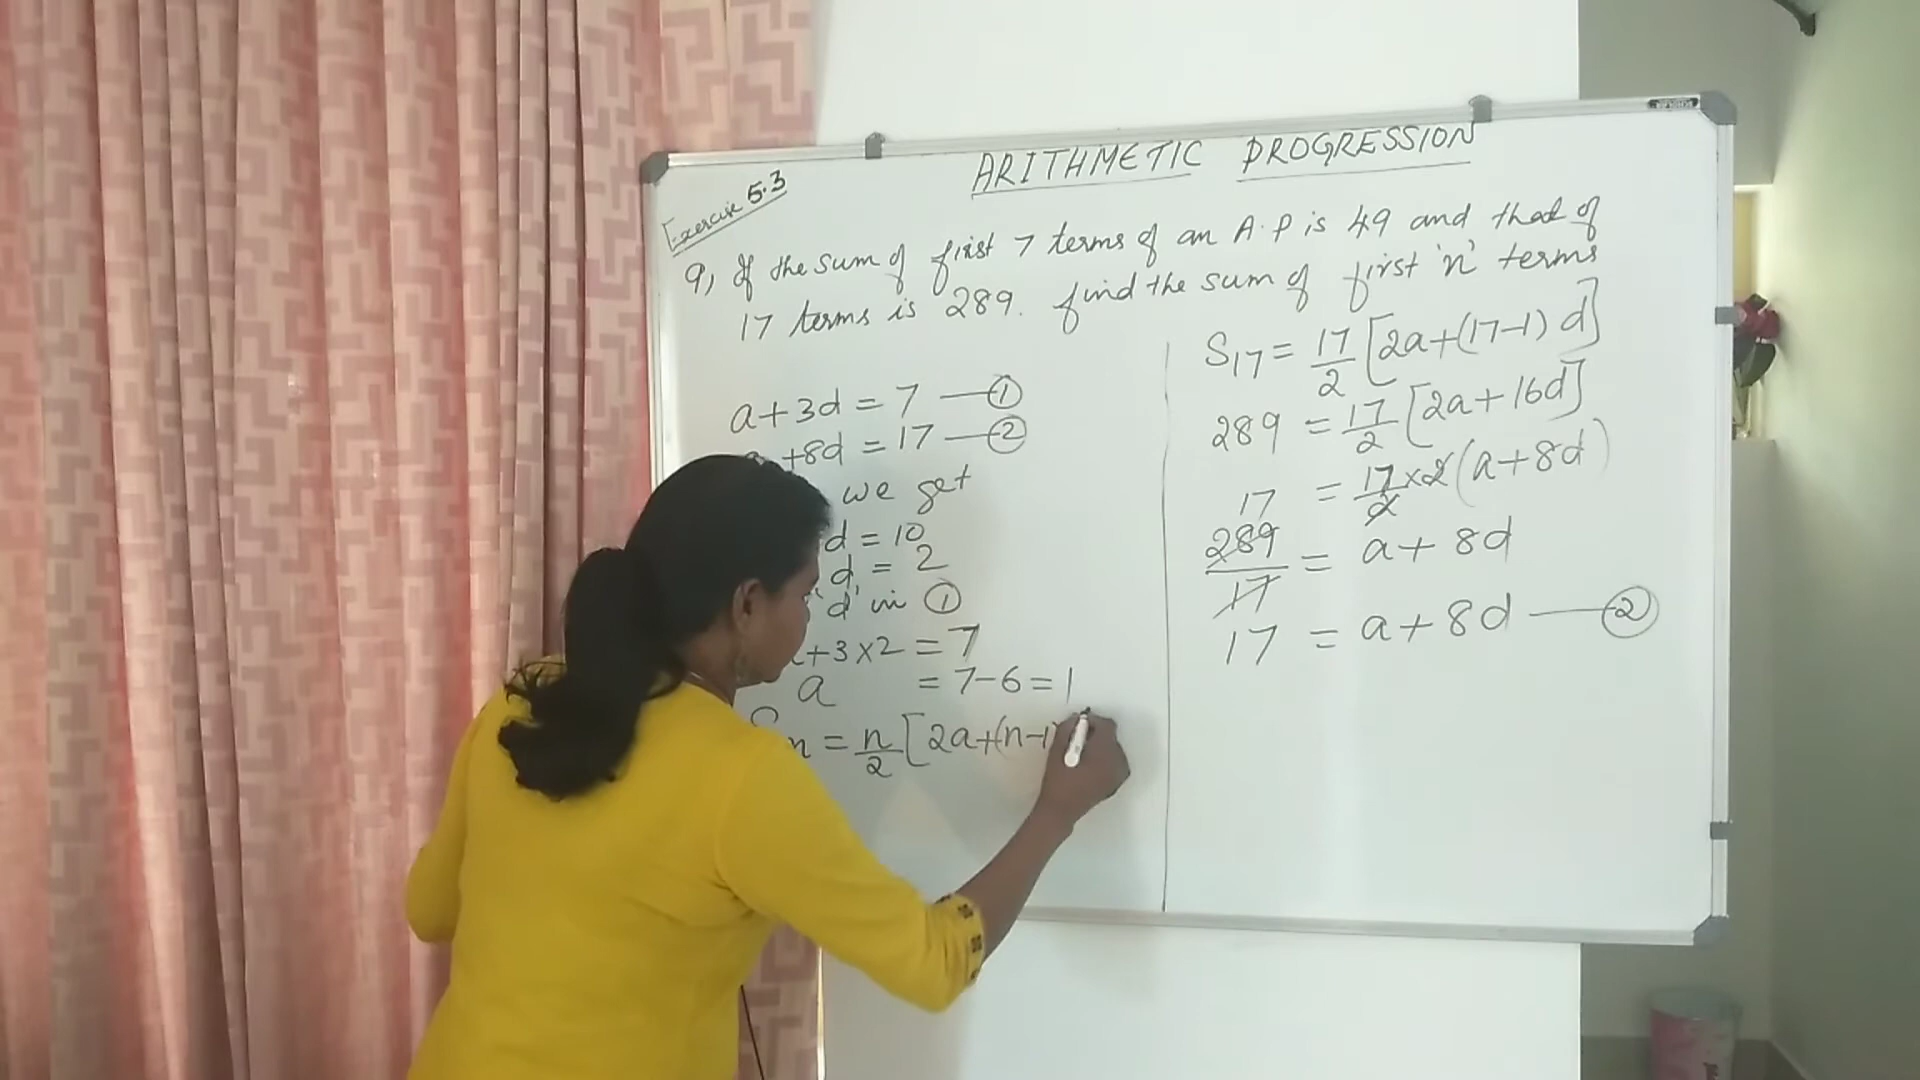 ARITHMETIC PROGRESSION
Exercise 5.3
9, If the sum of first 7 terms of an A.P is 49 and that of
17 terms is 289. find the sum of first 'n' terms
a+3d = 7 — ①
+8d = 17 — ②
we get
d = 10
d = 2
'd' in ①
+3×2 = 7
a = 7-6 = 1
n = n/2 [2a+(n-1)
S17 = 17/2 [2a+(17-1) d]
289 = 17/2 [2a+16d]
= 17/2 ×2 (a+8d)
17
289/17 = a+8d
17 = a+8d — ②